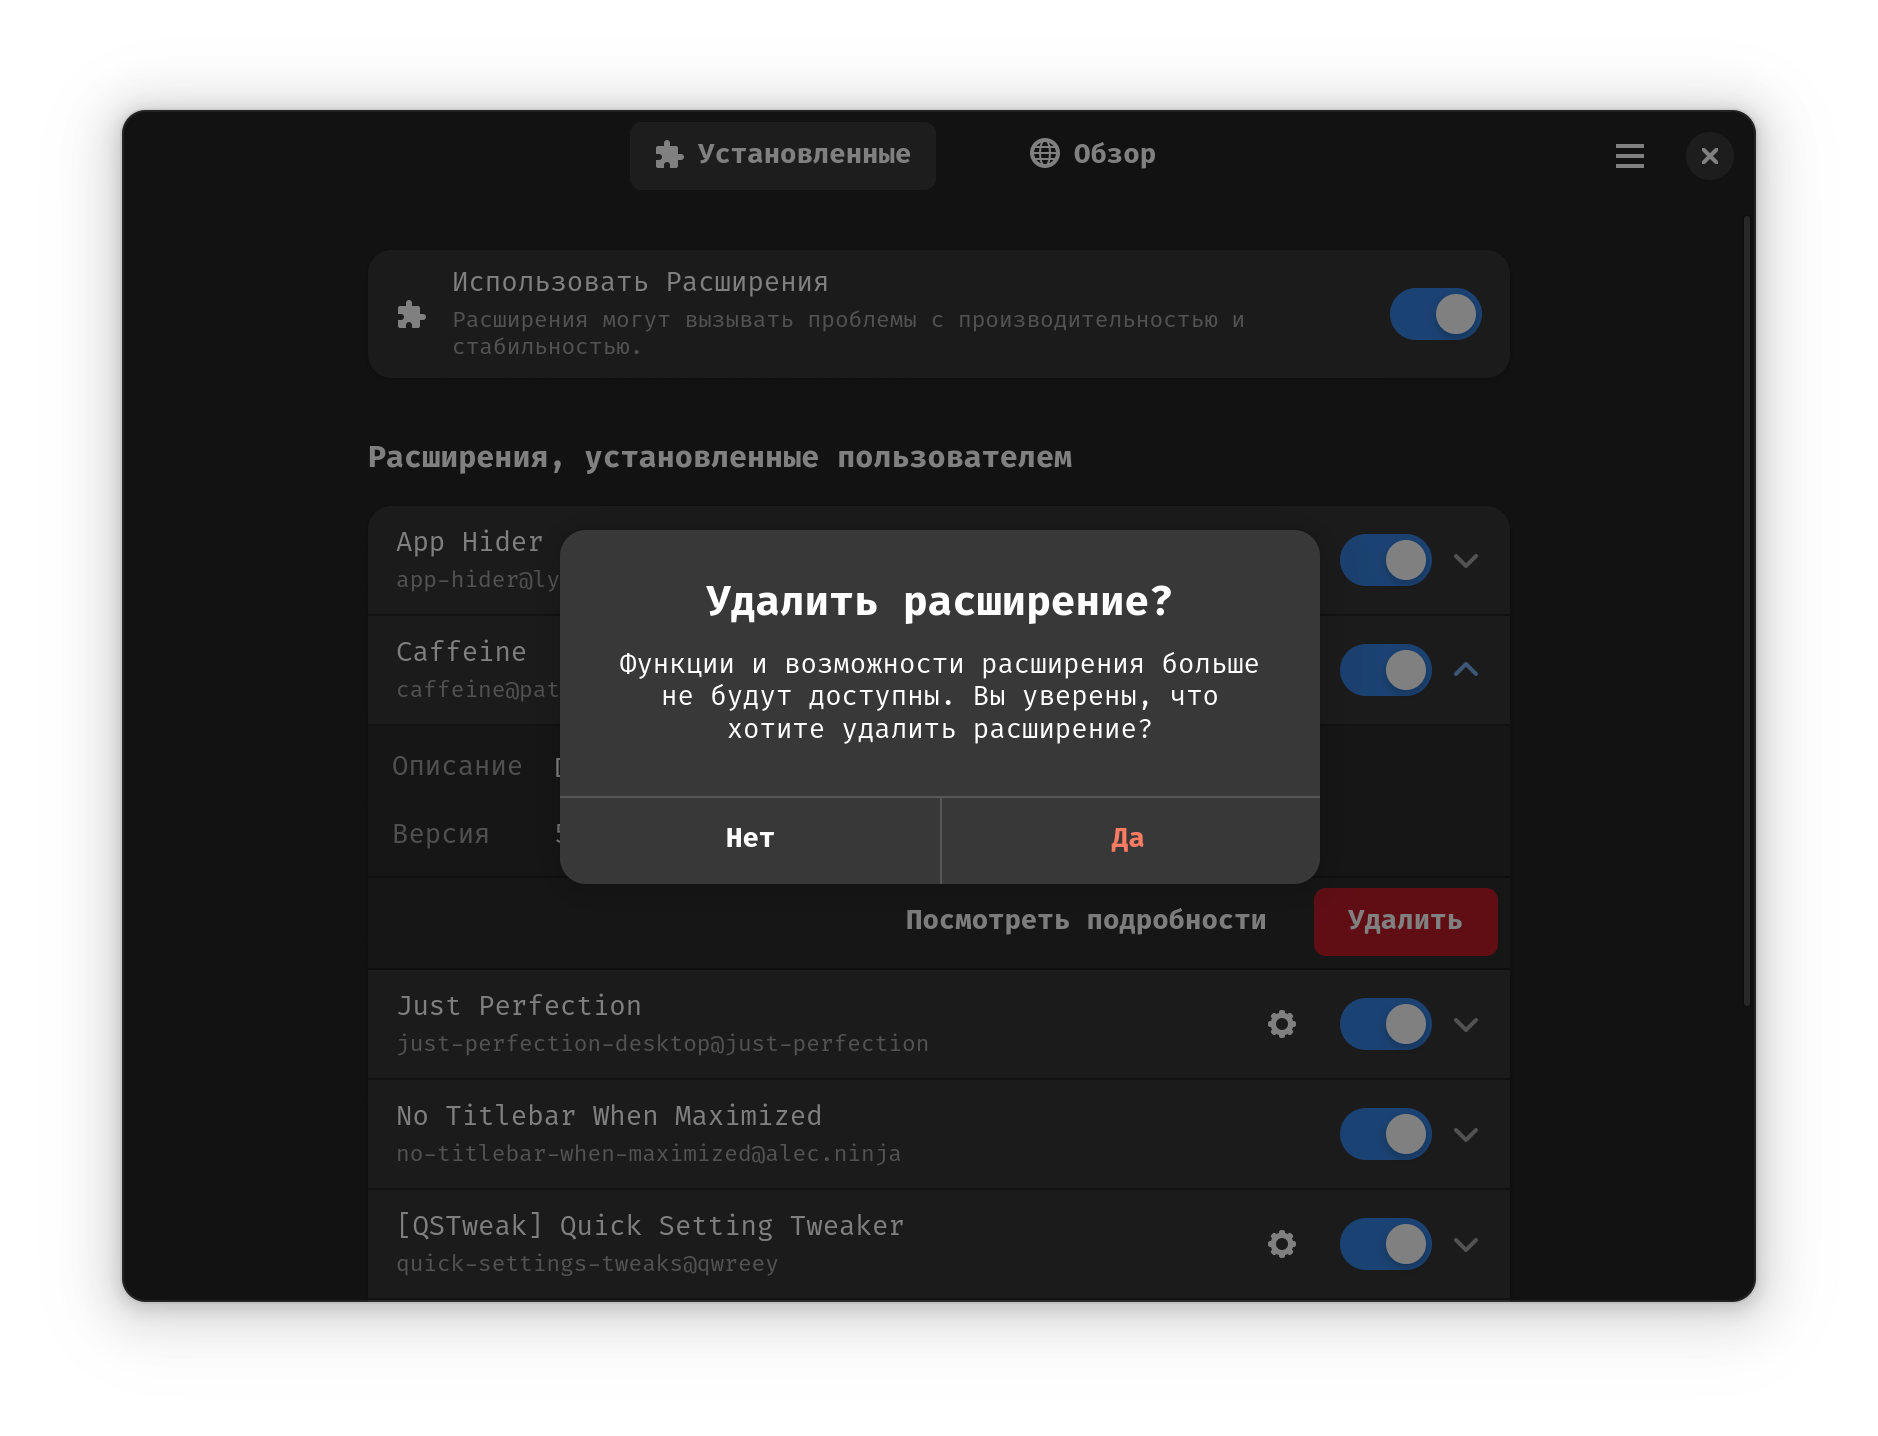 Установленные
Обзор
Использовать Расширения
Расширения могут вызывать проблемы с производительностью и
стабильностью.
Расширения, установленные пользователем
App Hider
app-hider@ly
Caffeine
caffeine@pat
Удалить расширение?
Функции и возможности расширения больше
не будут доступны. Вы уверены, что
хотите удалить расширение?
Описание
Версия
Нет
Да
Посмотреть подробности
Удалить
Just Perfection
just-perfection-desktop@just-perfection
No Titlebar When Maximized
no-titlebar-when-maximized@alec.ninja
[QSTweak] Quick Setting Tweaker
quick-settings-tweaks@qwreey